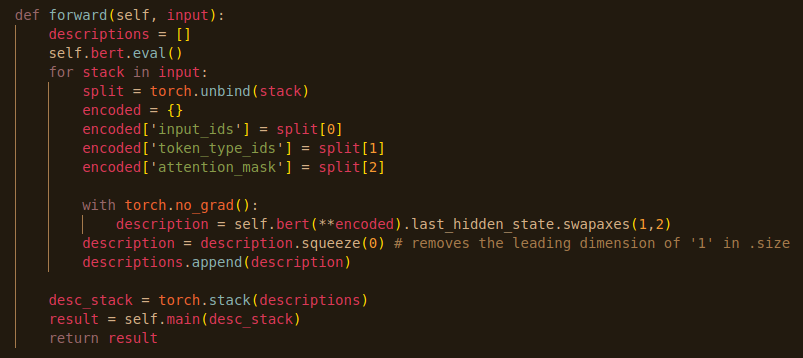 def forward(self, input):
    descriptions = []
    self.bert.eval()
    for stack in input:
        split = torch.unbind(stack)
        encoded = {}
        encoded['input_ids'] = split[0]
        encoded['token_type_ids'] = split[1]
        encoded['attention_mask'] = split[2]

        with torch.no_grad():
            description = self.bert(**encoded).last_hidden_state.swapaxes(1,2)
        description = description.squeeze(0) # removes the leading dimension of '1' in .size
        descriptions.append(description)

    desc_stack = torch.stack(descriptions)
    result = self.main(desc_stack)
    return result